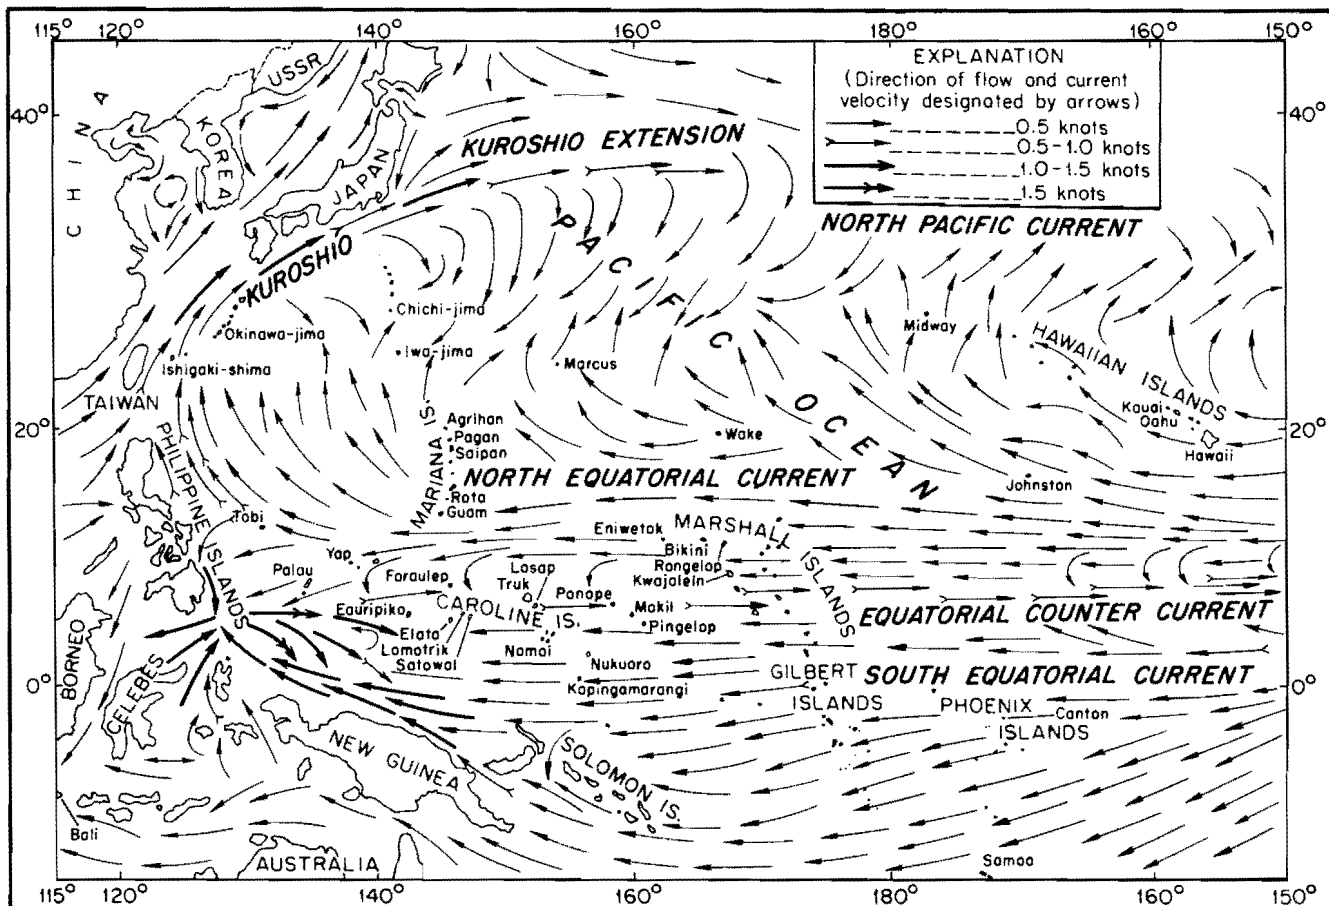 115° 120° 140° 160° 180° 160° 150°
EXPLANATION
(Direction of flow and current
velocity designated by arrows)
0.5 knots
0.5-1.0 knots
1.0-1.5 knots
1.5 knots
40° 40°
CHINA
USSR
KOREA
JAPAN
KUROSHIO EXTENSION
NORTH PACIFIC CURRENT
KUROSHIO
PACIFIC OCEAN
Chichi-jima
Okinawa-jima
Iwa-jima
Ishigaki-shima
Marcus
Midway
HAWAIIAN ISLANDS
TAIWAN
Kauai
Oahu
Hawaii
20° 20°
PHILIPPINE ISLANDS
MARIANA IS.
Agrihan
Pagan
Saipan
Rota
Guam
Wake
NORTH EQUATORIAL CURRENT
Johnston
Tobi
Yap
Palau
Eniwetok
MARSHALL ISLANDS
Bikini
Rongelap
Kwajalein
Faraulep
Losap
Truk
Ponape
Eauripika
CAROLINE IS.
Mokil
Pingelap
EQUATORIAL COUNTER CURRENT
Elato
Lamotrik
Satawal
Namoi
Nukuoro
Kapingamarangi
BORNEO
CELEBES
0° 0°
GILBERT
ISLANDS
SOUTH EQUATORIAL CURRENT
PHOENIX
ISLANDS
Canton
NEW GUINEA
SOLOMON IS.
Bali
AUSTRALIA
Samoa
115° 120° 140° 160° 180° 160° 150°